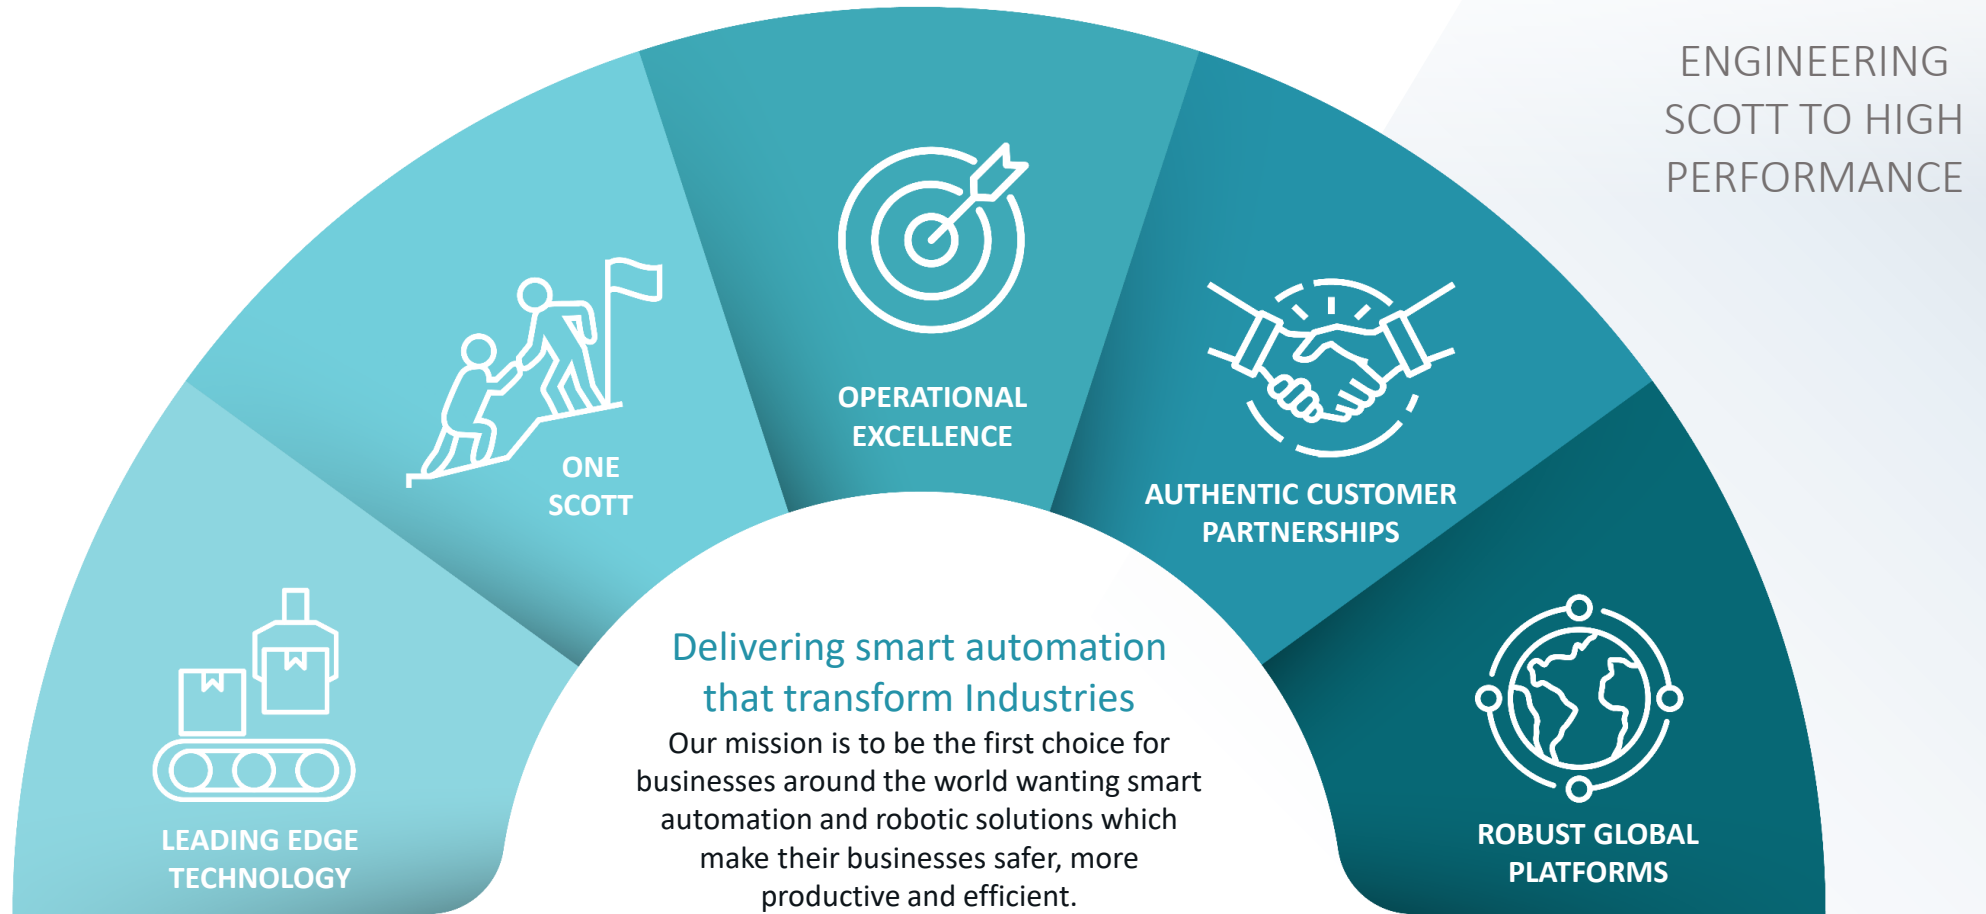 ENGINEERING
SCOTT TO HIGH
PERFORMANCE
OPERATIONAL
EXCELLENCE
ONE
SCOTT
AUTHENTIC CUSTOMER
PARTNERSHIPS
LEADING EDGE
TECHNOLOGY
Delivering smart automation
that transform Industries
Our mission is to be the first choice for
businesses around the world wanting smart
automation and robotic solutions which
make their businesses safer, more
productive and efficient.
ROBUST GLOBAL
PLATFORMS